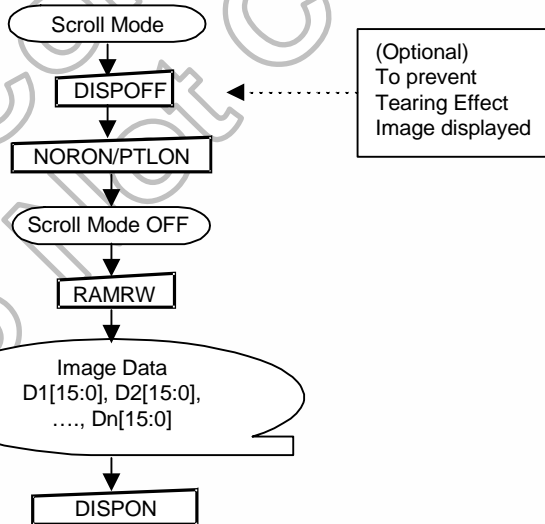 Scroll Mode
(Optional)
To prevent
Tearing Effect
Image displayed
DISPOFF
NORON/PTLON
Scroll Mode OFF
RAMRW
Image Data
D1[15:0], D2[15:0],
…., Dn[15:0]
DISPON